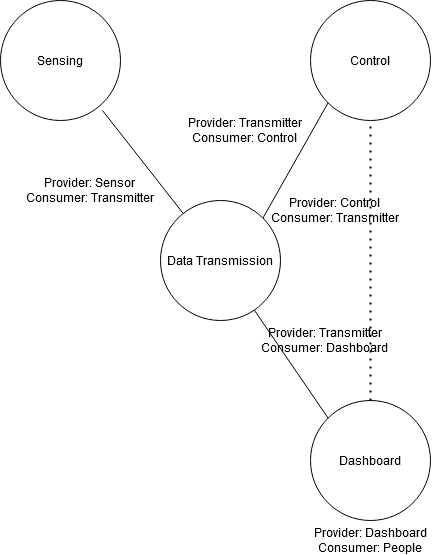 Sensing
Control
Provider: Transmitter
Consumer: Control
Provider: Sensor
Consumer: Transmitter
Provider: Control
Consumer: Transmitter
Data Transmission
Provider: Transmitter
Consumer: Dashboard
Dashboard
Provider: Dashboard
Consumer: People